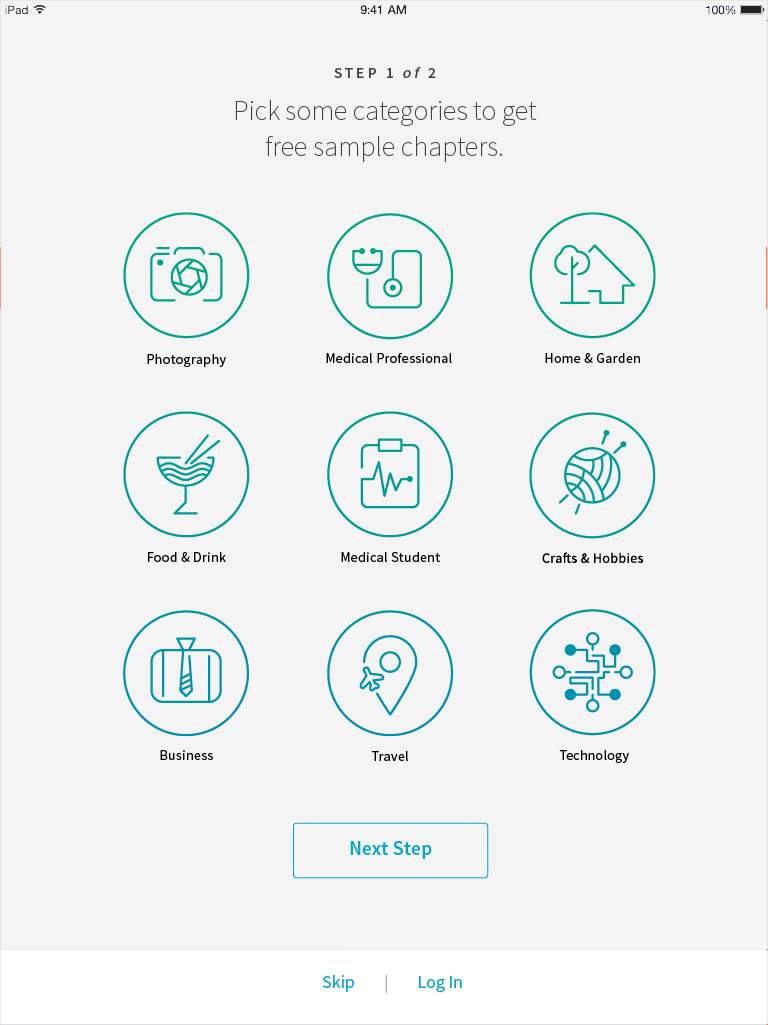 iPad 9:41 AM 100%
STEP 1 of 2
Pick some categories to get
free sample chapters.
Photography Medical Professional Home & Garden
Food & Drink Medical Student Crafts & Hobbies
Business Travel Technology
Next Step
Skip | Log In